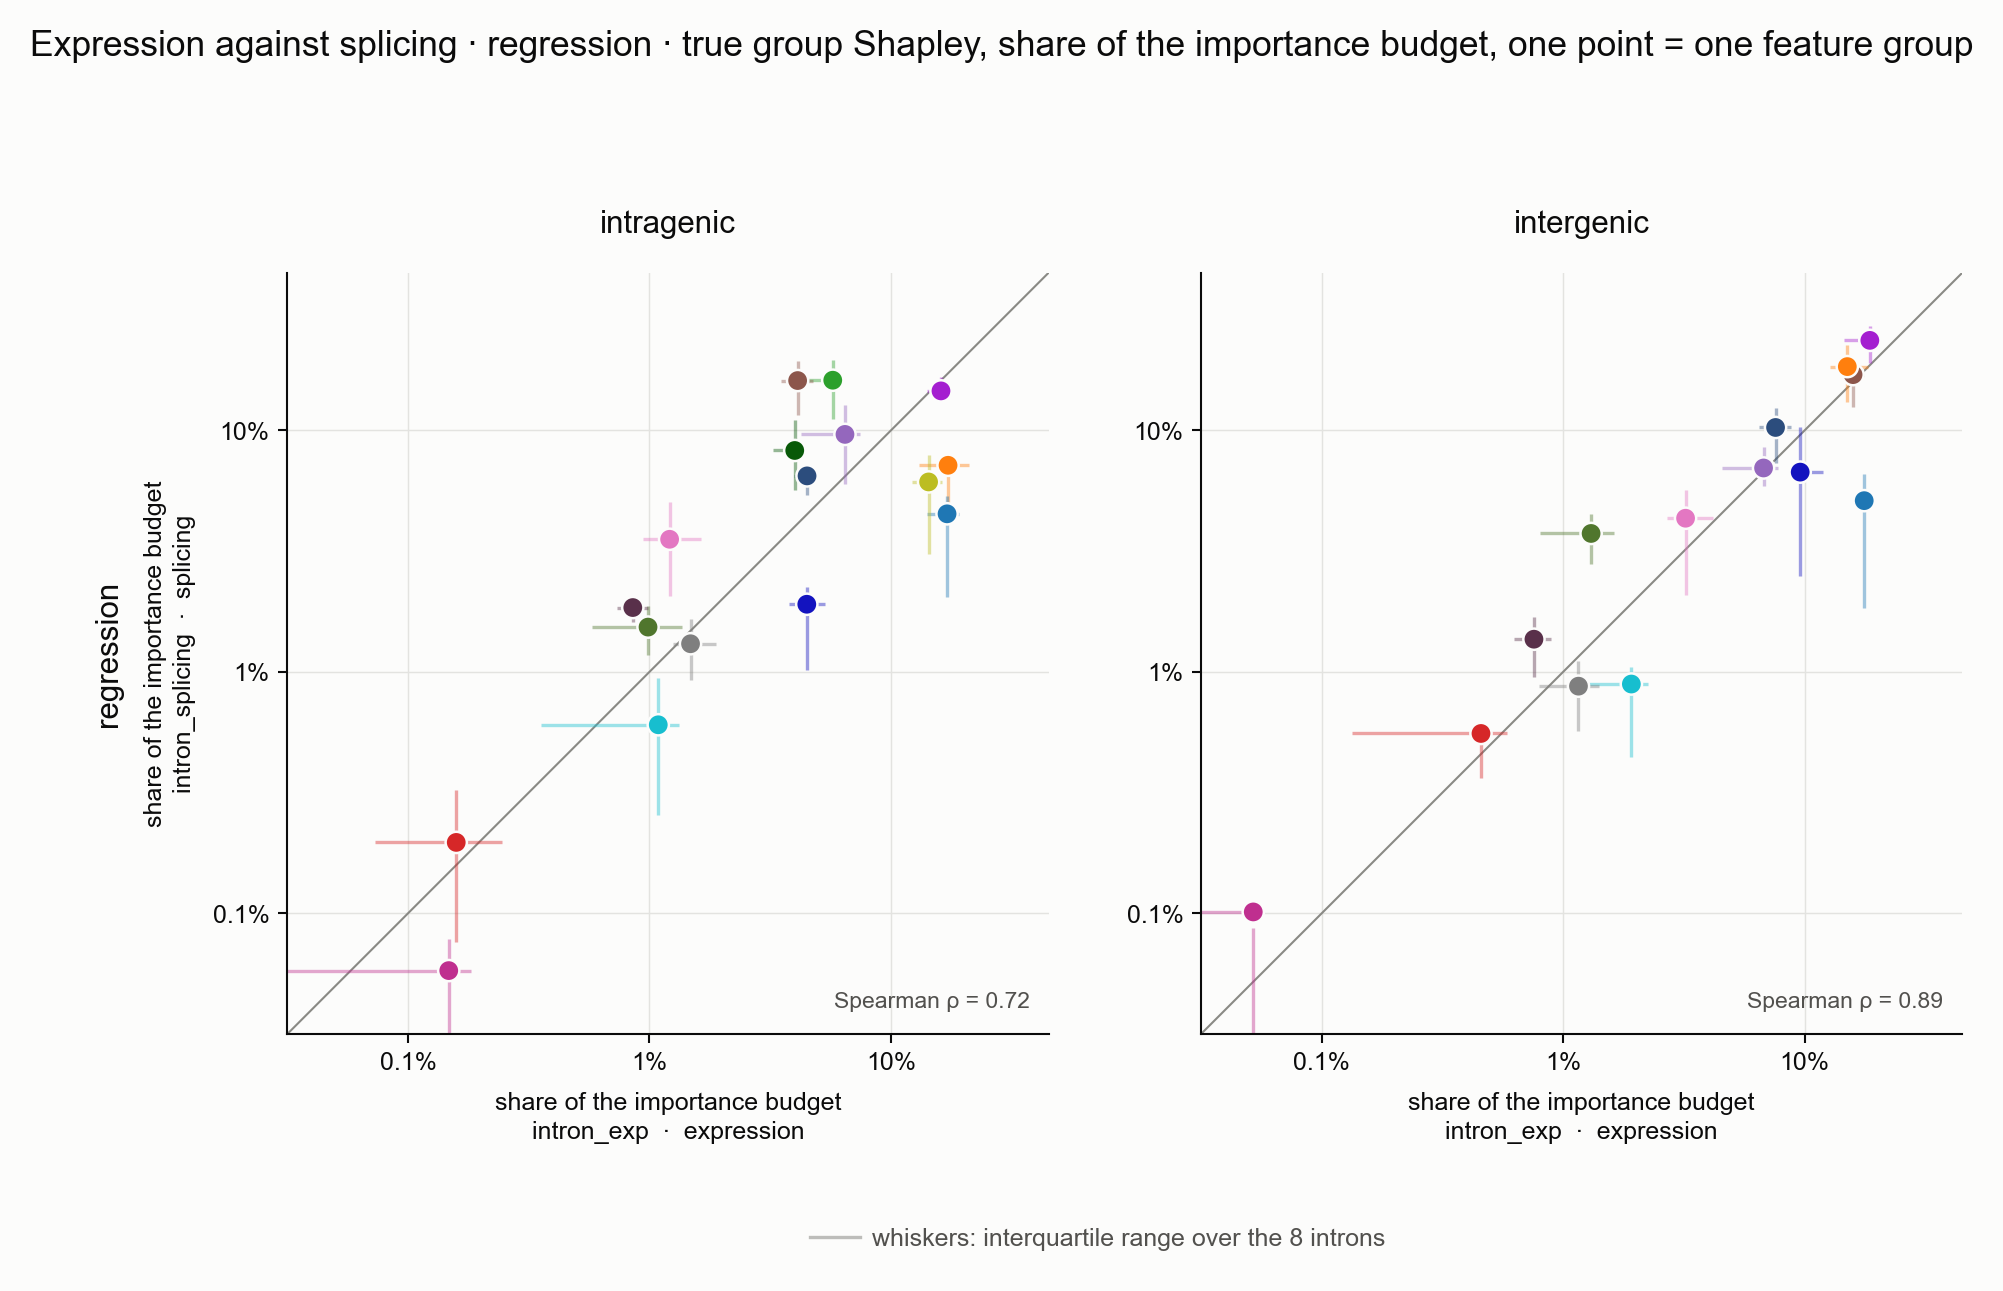 Expression against splicing · regression · true group Shapley, share of the importance budget, one point = one feature group
intragenic
intergenic
regression
share of the importance budget
intron_splicing · splicing
10%
1%
0.1%
Spearman ρ = 0.72
0.1%
1%
10%
share of the importance budget
intron_exp · expression
10%
1%
0.1%
Spearman ρ = 0.89
0.1%
1%
10%
share of the importance budget
intron_exp · expression
whiskers: interquartile range over the 8 introns